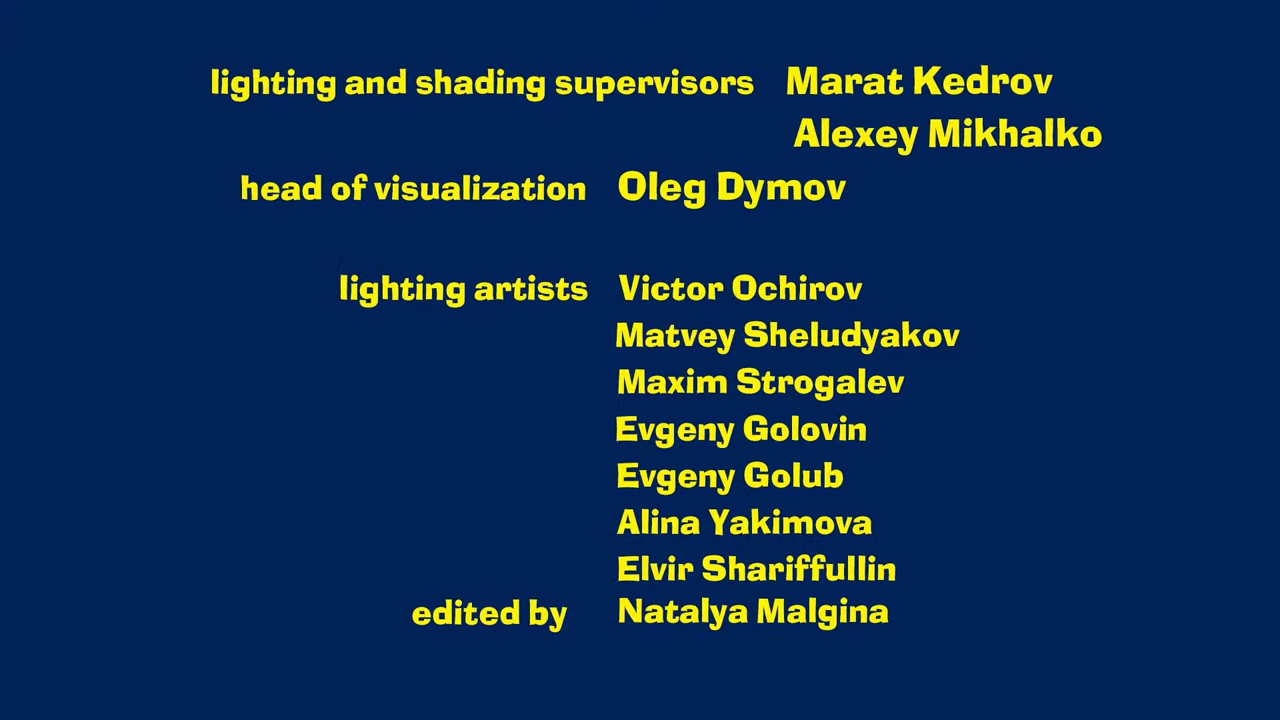 lighting and shading supervisors Marat Kedrov
Alexey Mikhalko
head of visualization Oleg Dymov
lighting artists Victor Ochirov
Matvey Sheludyakov
Maxim Strogalev
Evgeny Golovin
Evgeny Golub
Alina Yakimova
Elvir Shariffullin
edited by Natalya Malgina